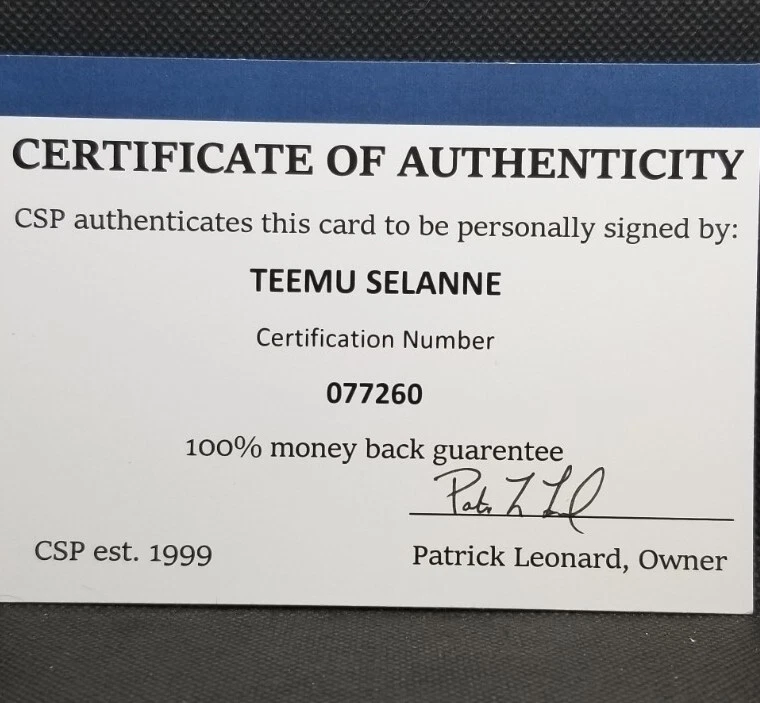 CERTIFICATE OF AUTHENTICITY
CSP authenticates this card to be personally signed by:
TEEMU SELANNE
Certification Number
077260
100% money back guarentee
CSP est. 1999
Patrick Leonard, Owner